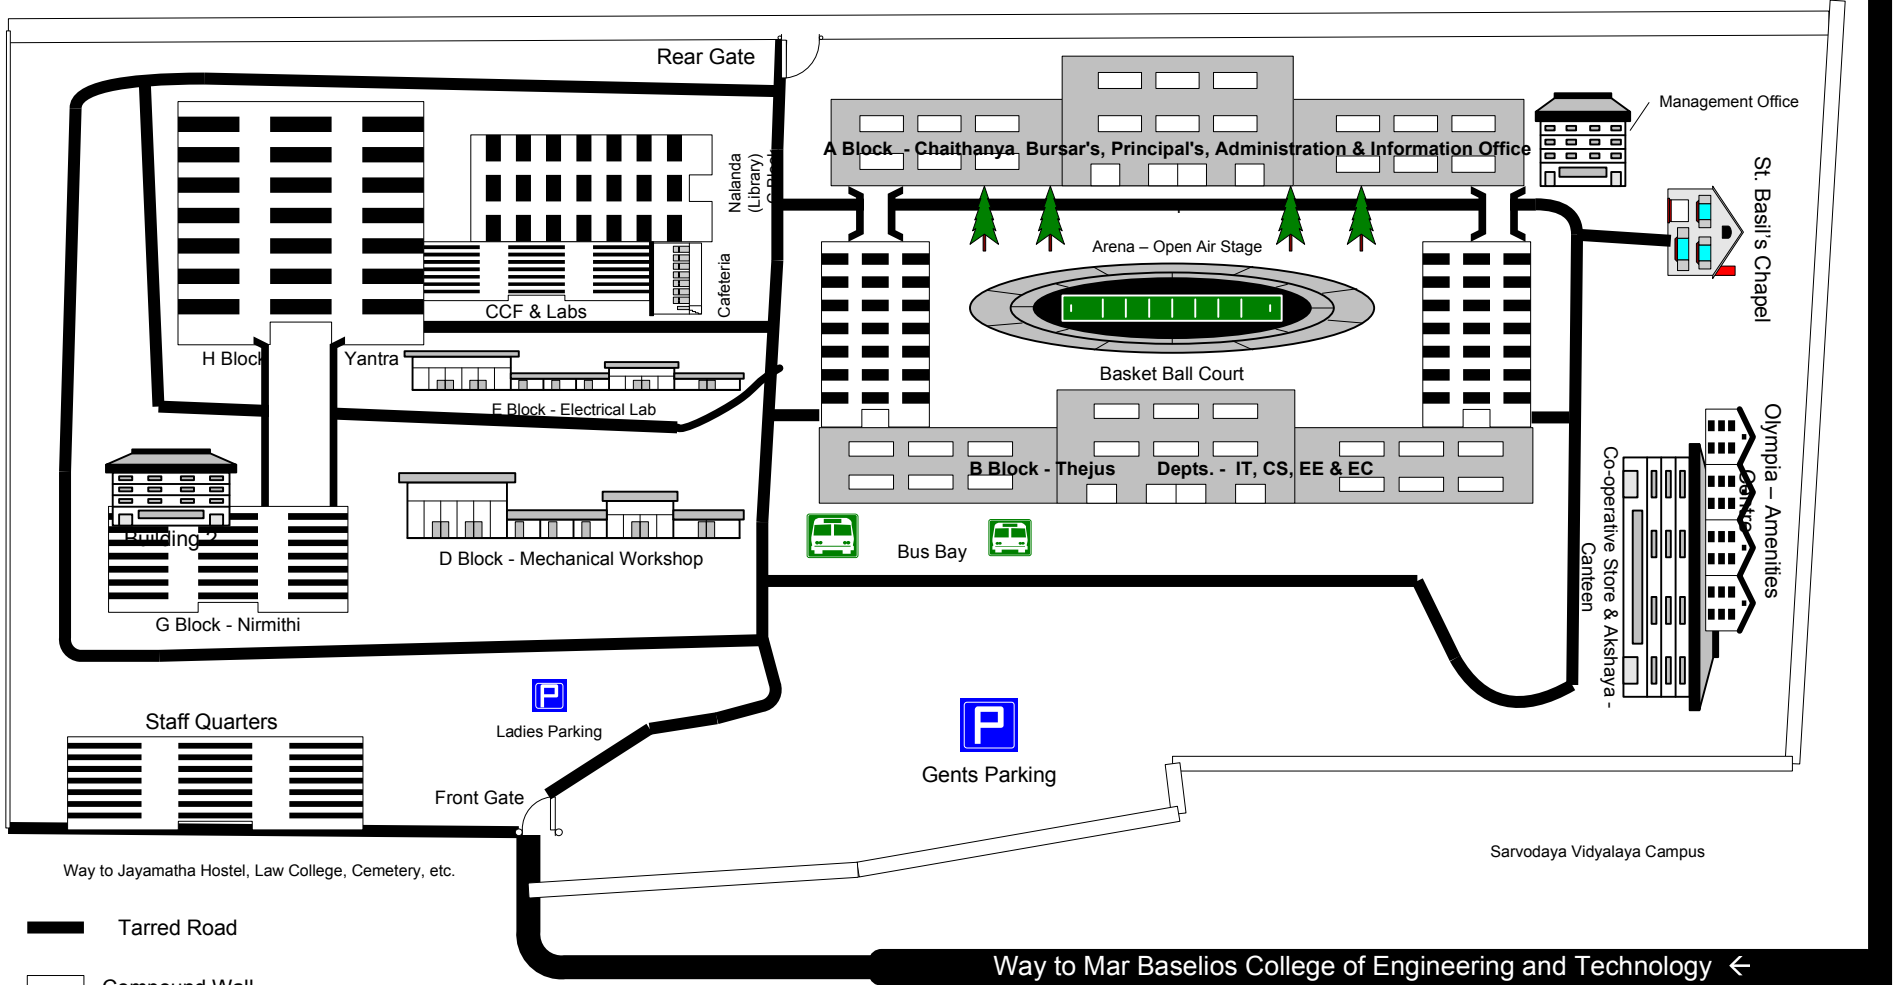 Rear Gate
Management Office
A Block - Chaithanya Bursar's, Principal's, Administration & Information Office
Nalanda
(Library)
St. Basil's Chapel
Arena – Open Air Stage
Cafeteria
CCF & Labs
H Block
Yantra
Basket Ball Court
E Block - Electrical Lab
Olympia – Amenities
Centre
Co-operative Store & Akshaya -
Canteen
B Block - Thejus Depts. - IT, CS, EE & EC
Building 2
Bus Bay
D Block - Mechanical Workshop
G Block - Nirmithi
P
Staff Quarters
Ladies Parking
P
Gents Parking
Front Gate
Sarvodaya Vidyalaya Campus
Way to Jayamatha Hostel, Law College, Cemetery, etc.
Tarred Road
Way to Mar Baselios College of Engineering and Technology ←
Compound Wall